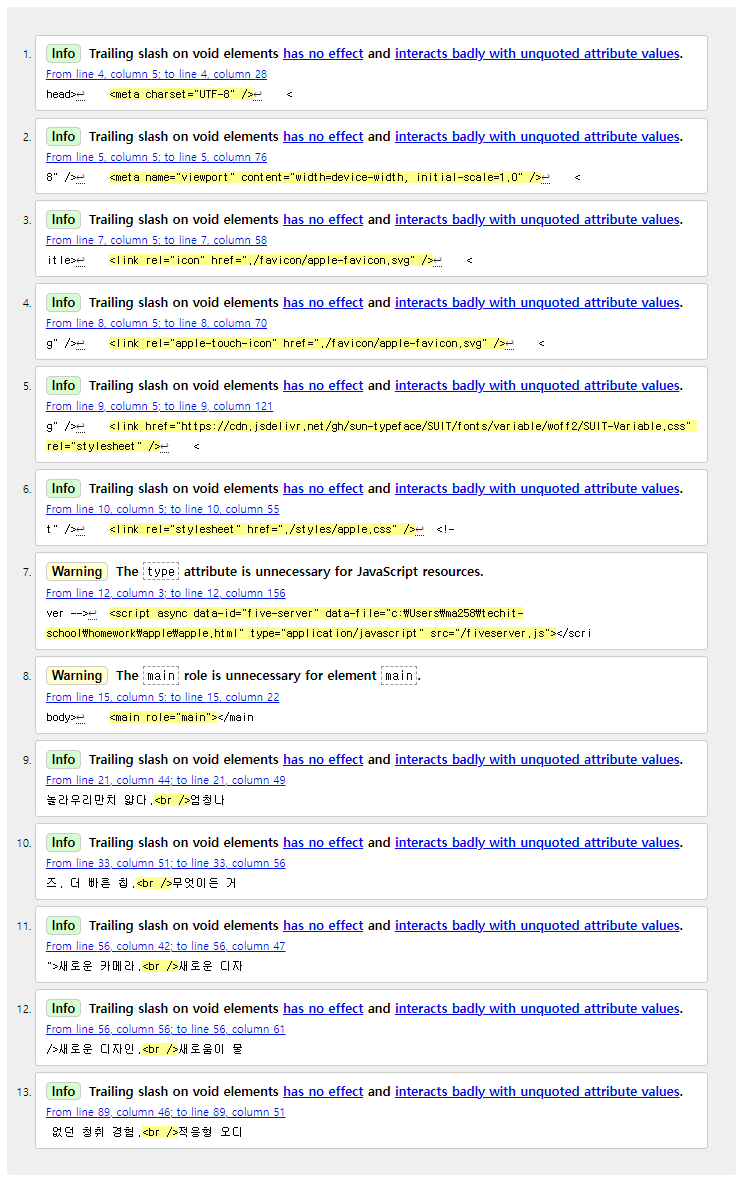 1. Info Trailing slash on void elements has no effect and interacts badly with unquoted attribute values.
From line 4, column 5; to line 4, column 28
head>↩ <meta charset="UTF-8" />↩ <
2. Info Trailing slash on void elements has no effect and interacts badly with unquoted attribute values.
From line 5, column 5; to line 5, column 76
8" />↩ <meta name="viewport" content="width=device-width, initial-scale=1.0" />↩ <
3. Info Trailing slash on void elements has no effect and interacts badly with unquoted attribute values.
From line 7, column 5; to line 7, column 58
itle>↩ <link rel="icon" href="./favicon/apple-favicon.svg" />↩ <
4. Info Trailing slash on void elements has no effect and interacts badly with unquoted attribute values.
From line 8, column 5; to line 8, column 70
g" />↩ <link rel="apple-touch-icon" href="./favicon/apple-favicon.svg" />↩ <
5. Info Trailing slash on void elements has no effect and interacts badly with unquoted attribute values.
From line 9, column 5; to line 9, column 121
g" />↩ <link href="https://cdn.jsdelivr.net/gh/sun-typeface/SUIT/fonts/variable/woff2/SUIT-Variable.css"
rel="stylesheet" />↩ <
6. Info Trailing slash on void elements has no effect and interacts badly with unquoted attribute values.
From line 10, column 5; to line 10, column 55
t" />↩ <link rel="stylesheet" href="./styles/apple.css" />↩ <!-
7. Warning The type attribute is unnecessary for JavaScript resources.
From line 12, column 3; to line 12, column 156
ver -->↩ <script async data-id="five-server" data-file="c:₩Users₩ma258₩techit-
school₩homework₩apple₩apple.html" type="application/javascript" src="/fiveserver.js"></scri
8. Warning The main role is unnecessary for element main.
From line 15, column 5; to line 15, column 22
body>↩ <main role="main"></main
9. Info Trailing slash on void elements has no effect and interacts badly with unquoted attribute values.
From line 21, column 44; to line 21, column 49
놀라우리만치 얇다.<br />엄청나
10. Info Trailing slash on void elements has no effect and interacts badly with unquoted attribute values.
From line 33, column 51; to line 33, column 56
즈. 더 빠른 칩.<br />무엇이든 거
11. Info Trailing slash on void elements has no effect and interacts badly with unquoted attribute values.
From line 56, column 42; to line 56, column 47
">새로운 카메라.<br />새로운 디자
12. Info Trailing slash on void elements has no effect and interacts badly with unquoted attribute values.
From line 56, column 56; to line 56, column 61
/>새로운 디자인.<br />새로움이 뭉
13. Info Trailing slash on void elements has no effect and interacts badly with unquoted attribute values.
From line 89, column 46; to line 89, column 51
없던 청취 경험.<br />적응형 오디